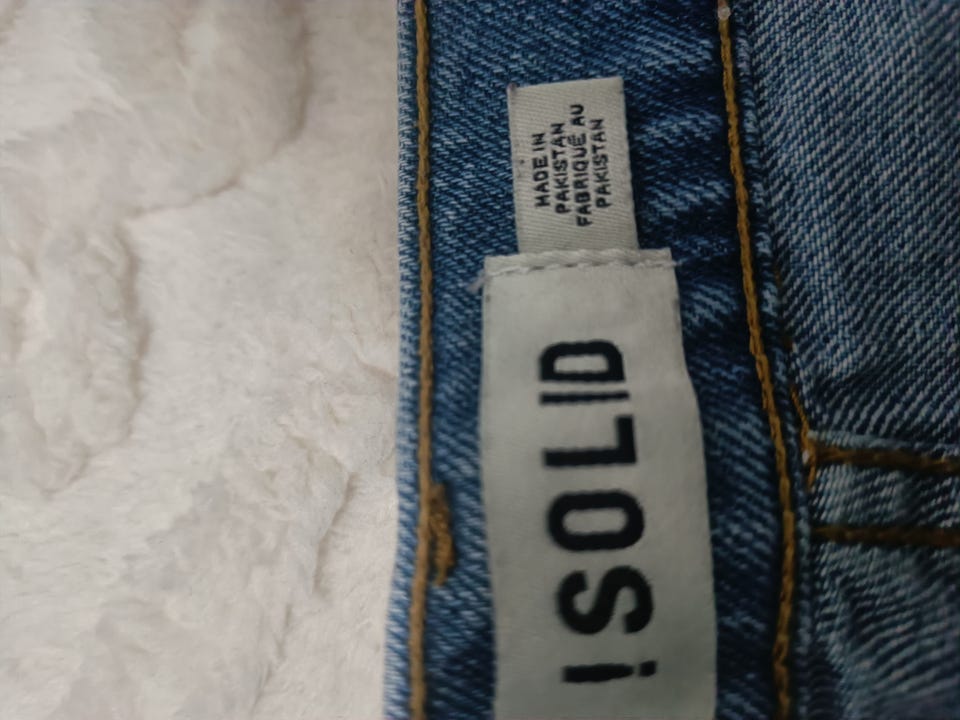 MADE IN
PAKISTAN
FABRIQUÉ AU
PAKISTAN
!SOLID